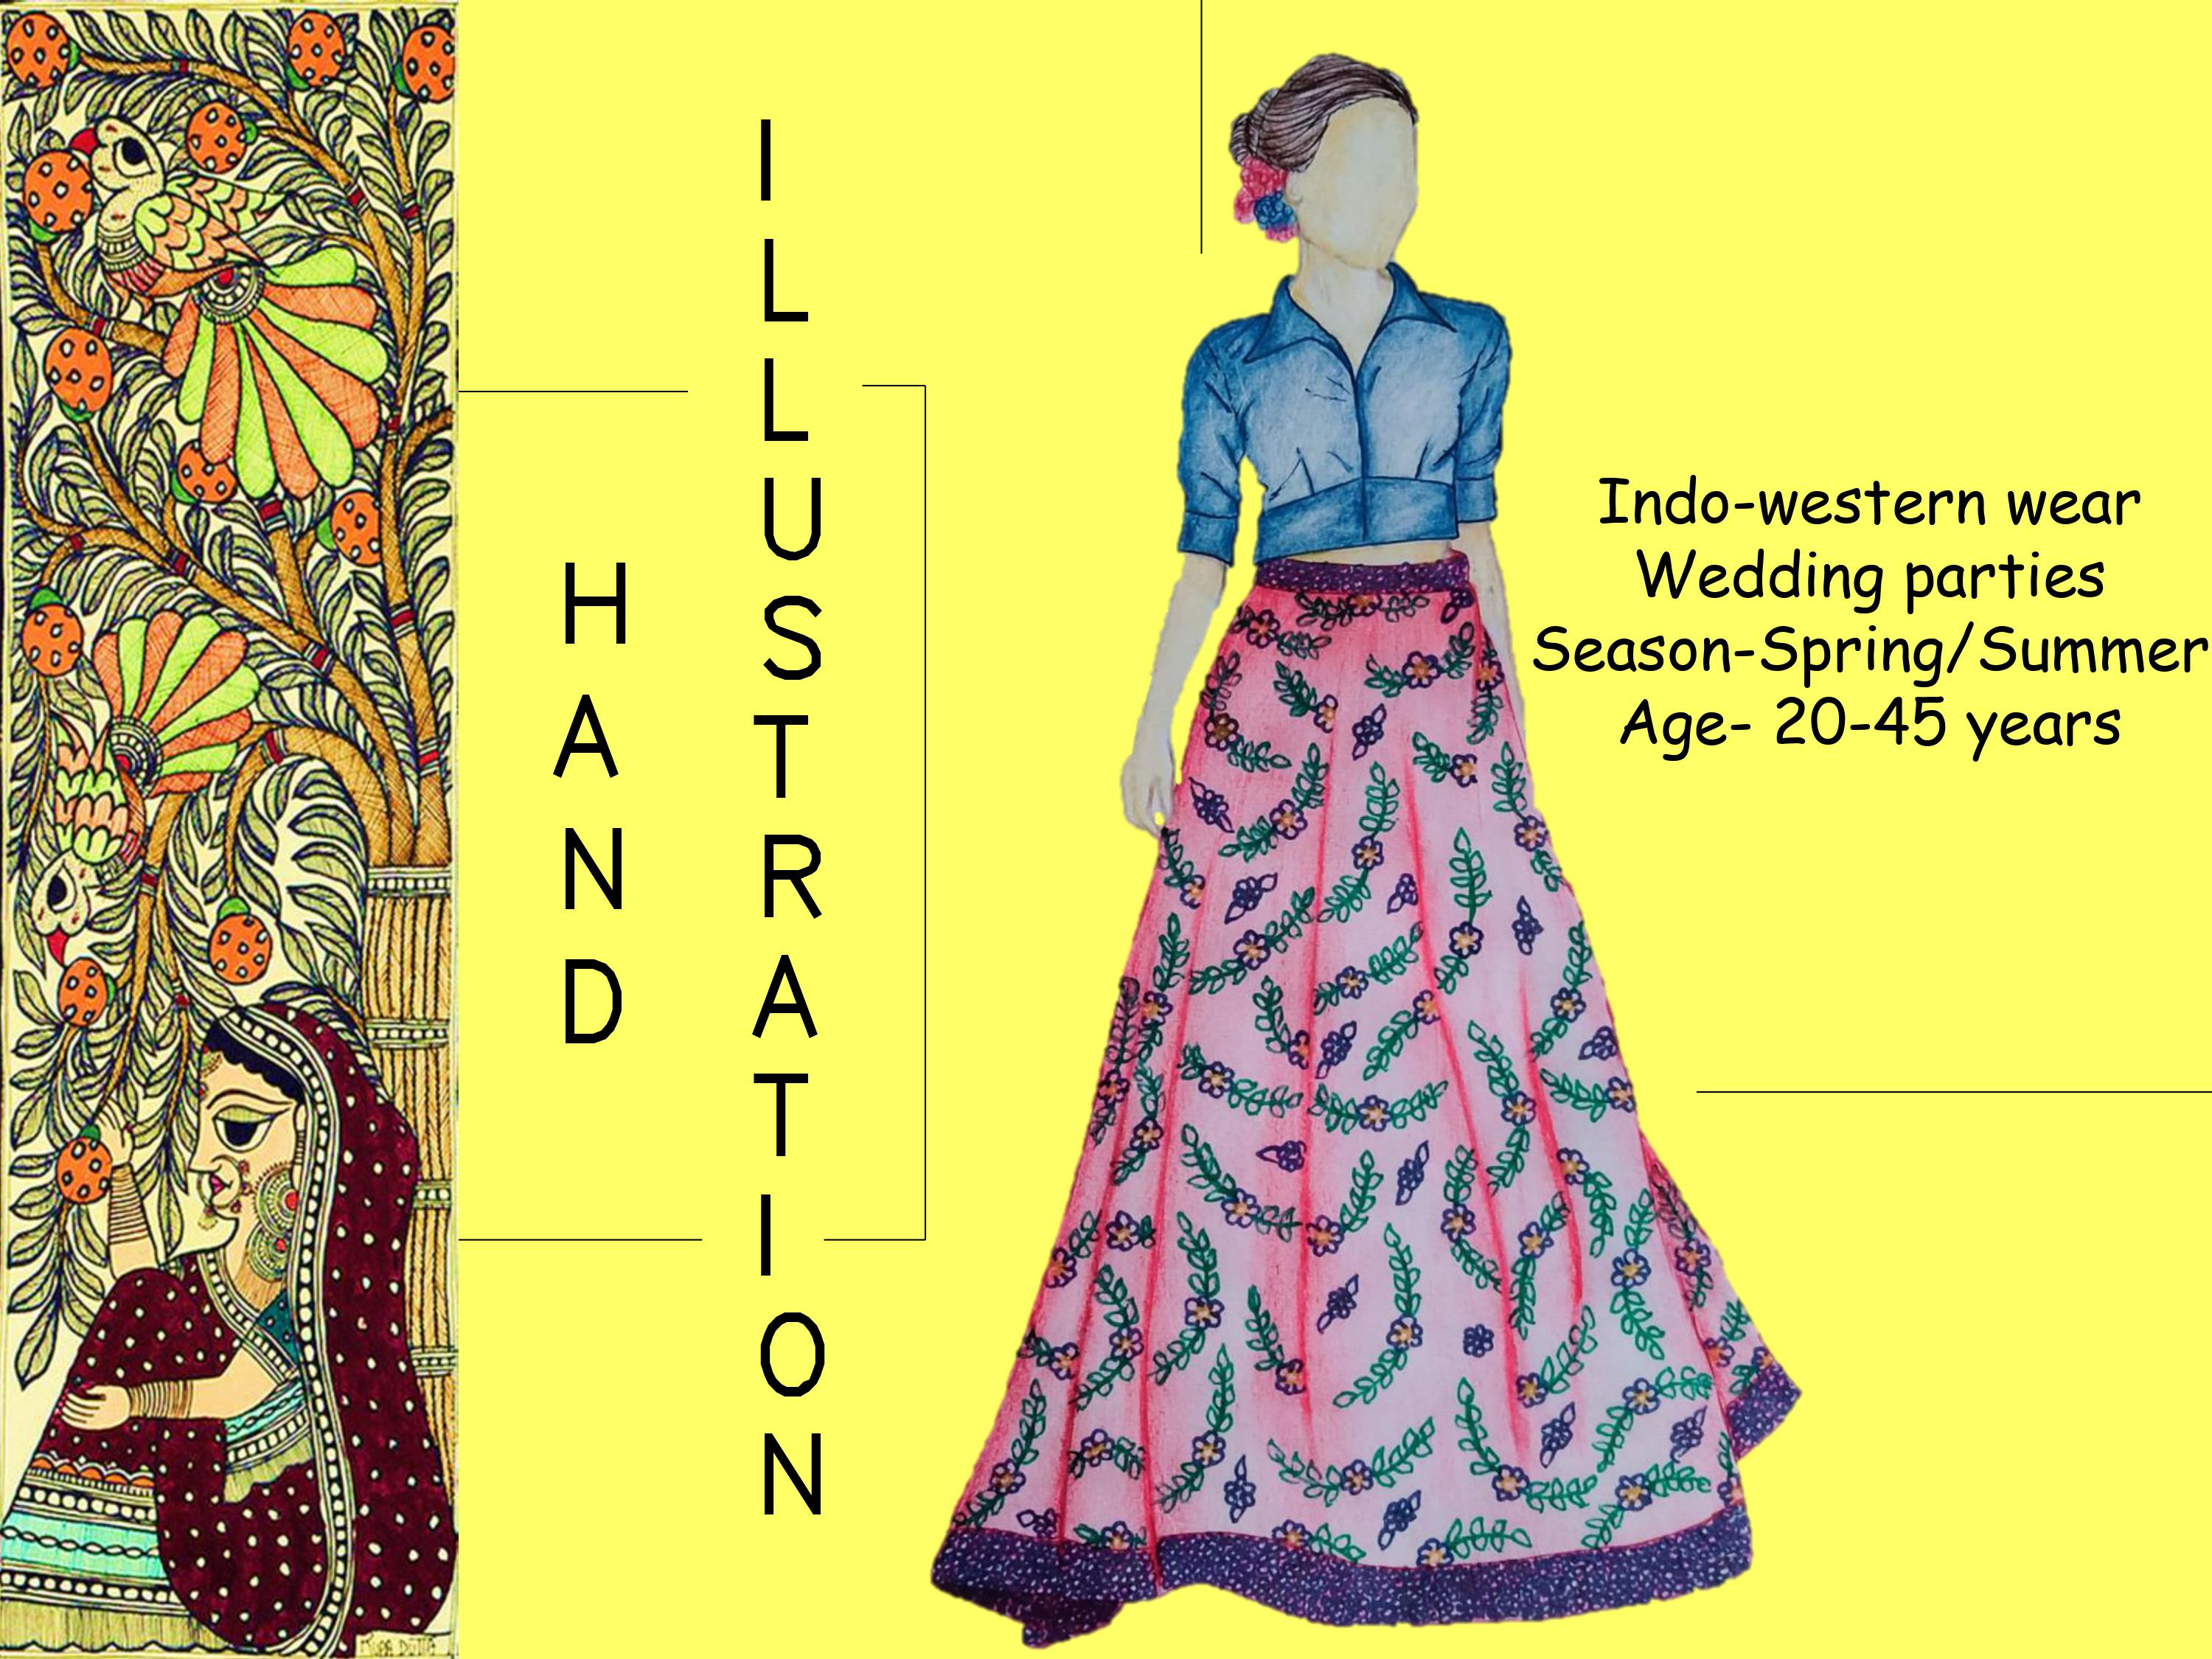 HAND
ILLUSTRATION
Indo-western wear
Wedding parties
Season-Spring/Summer
Age- 20-45 years